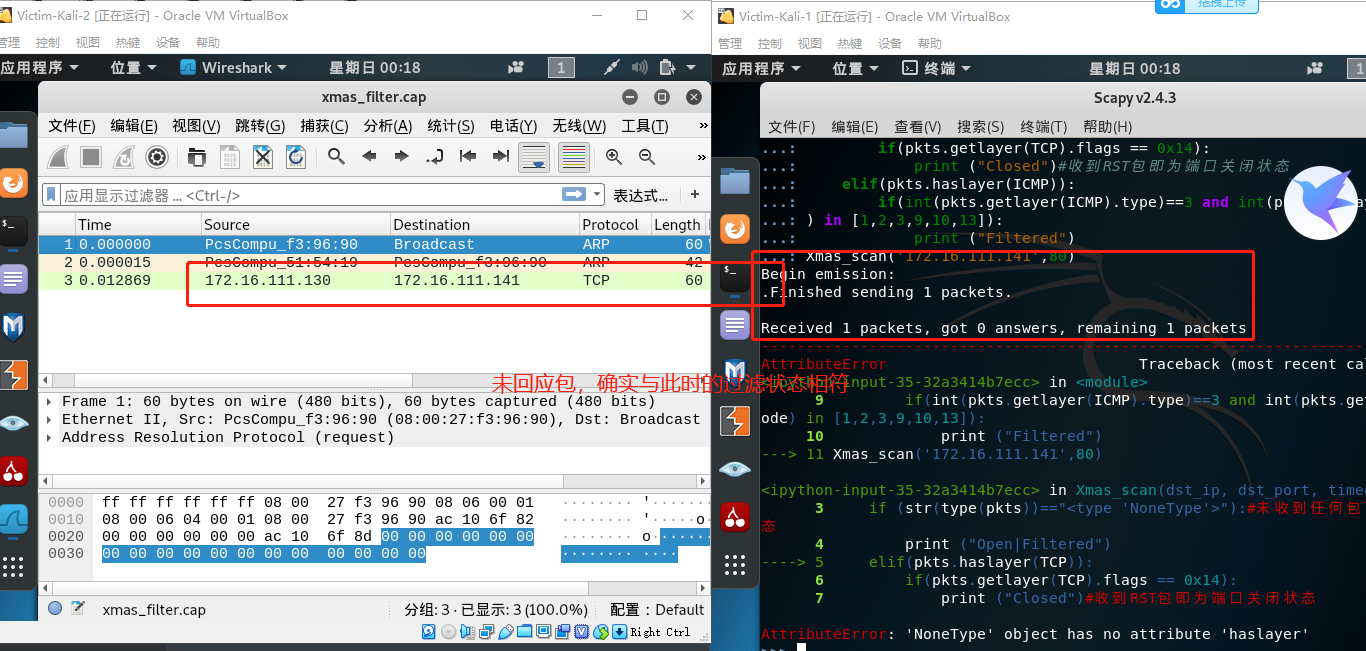 Victim-Kali-2 [正在运行] - Oracle VM VirtualBox
管理 控制 视图 热键 设备 帮助
应用程序 位置 Wireshark 星期日 00:18 1
xmas_filter.cap
文件(F) 编辑(E) 视图(V) 跳转(G) 捕获(C) 分析(A) 统计(S) 电话(Y) 无线(W) 工具(T) »
»
应用显示过滤器 … <Ctrl-/> 表达式… +
Time Source Destination Protocol Length
1 0.000000 PcsCompu_f3:96:90 Broadcast ARP 60
2 0.000015 PcsCompu_51:54:19 PcsCompu_f3:96:90 ARP 42
3 0.012869 172.16.111.130 172.16.111.141 TCP 60
未回应包，确实与此时的过滤状态相符
Frame 1: 60 bytes on wire (480 bits), 60 bytes captured (480 bits)
Ethernet II, Src: PcsCompu_f3:96:90 (08:00:27:f3:96:90), Dst: Broadcast
Address Resolution Protocol (request)
0000 ff ff ff ff ff ff 08 00 27 f3 96 90 08 06 00 01 ········ '·····
0010 08 00 06 04 00 01 08 00 27 f3 96 90 ac 10 6f 82 ········ '·····o
0020 00 00 00 00 00 00 ac 10 6f 8d 00 00 00 00 00 00 ········ o······
0030 00 00 00 00 00 00 00 00 00 00 00 00 ········ ····
xmas_filter.cap 分组: 3 · 已显示: 3 (100.0%) 配置: Default
Right Ctrl
Victim-Kali-1 [正在运行] - Oracle VM VirtualBox
拖拽上传
管理 控制 视图 热键 设备 帮助
应用程序 位置 终端 星期日 00:18 1
Scapy v2.4.3
文件(F) 编辑(E) 查看(V) 搜索(S) 终端(T) 帮助(H)
...: if(pkts.getlayer(TCP).flags == 0x14):
...: print ("Closed")#收到RST包即为端口关闭状态
...: elif(pkts.haslayer(ICMP)):
...: if(int(pkts.getlayer(ICMP).type)==3 and int(p
...: ) in [1,2,3,9,10,13]):
...: print ("Filtered")
...: Xmas_scan('172.16.111.141',80)
Begin emission:
.Finished sending 1 packets.
Received 1 packets, got 0 answers, remaining 1 packets
---------------------------------------------------------------------------
AttributeError Traceback (most recent cal
<ipython-input-35-32a3414b7ecc> in <module>
9 if(int(pkts.getlayer(ICMP).type)==3 and int(pkts.get
ode) in [1,2,3,9,10,13]):
10 print ("Filtered")
---> 11 Xmas_scan('172.16.111.141',80)
<ipython-input-35-32a3414b7ecc> in Xmas_scan(dst_ip, dst_port, timeo
3 if (str(type(pkts))=="<type 'NoneType'>"):#未收到任何包
态
4 print ("Open|Filtered")
----> 5 elif(pkts.haslayer(TCP)):
6 if(pkts.getlayer(TCP).flags == 0x14):
7 print ("Closed")#收到RST包即为端口关闭状态
AttributeError: 'NoneType' object has no attribute 'haslayer'
>>>